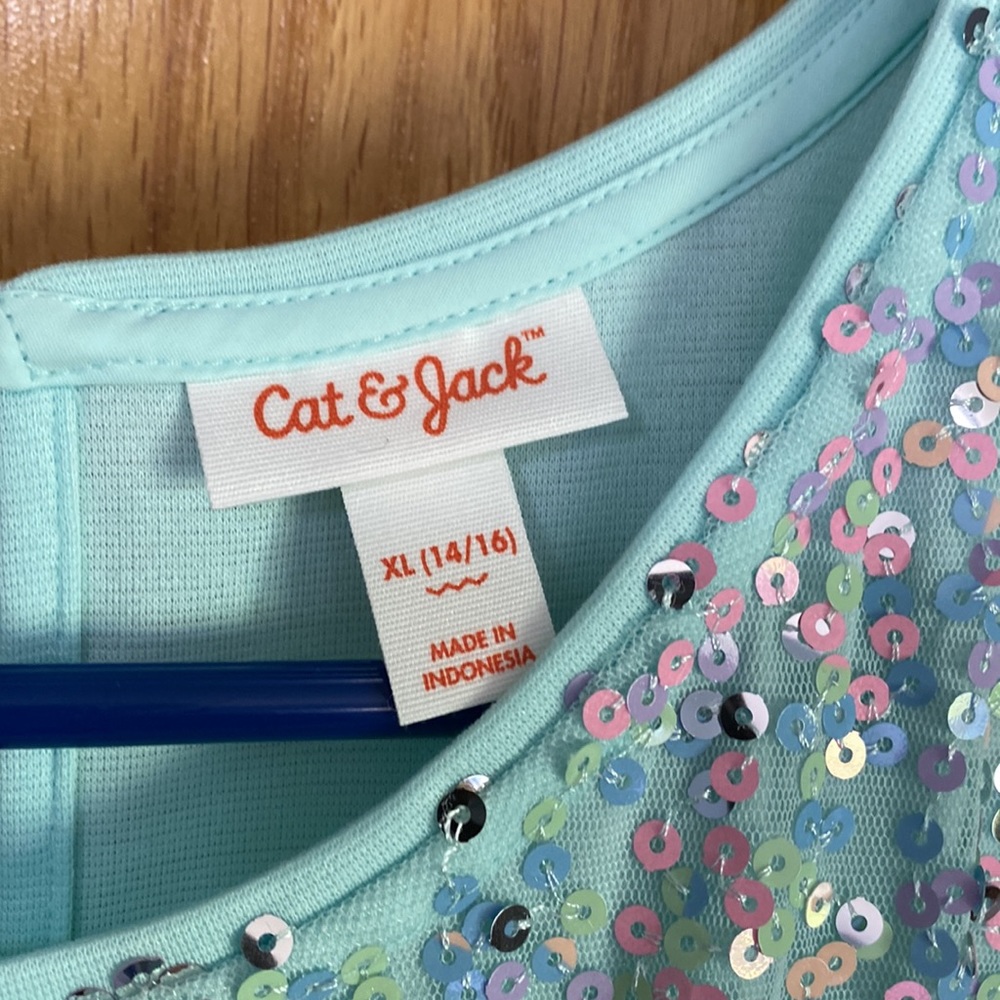 Cat & Jack™
XL (14/16)
MADE IN
INDONESIA